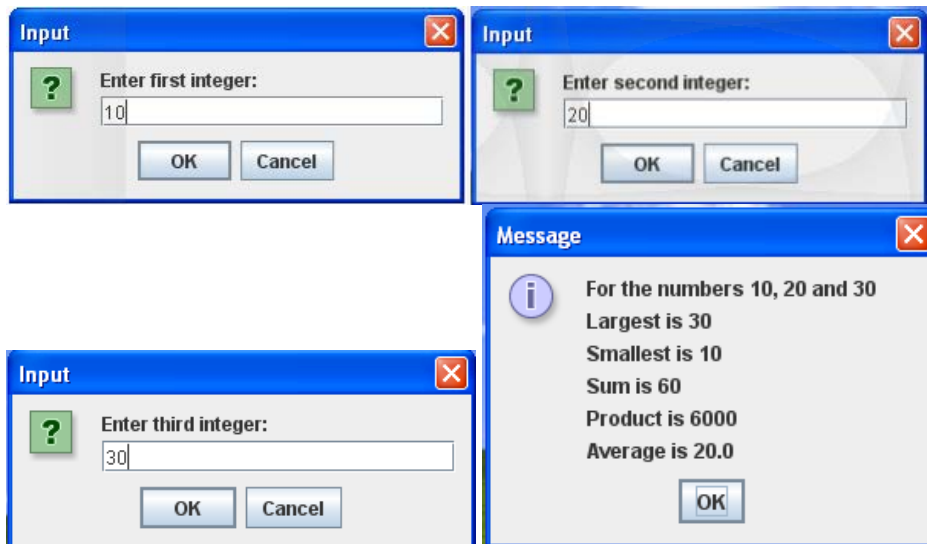 Input
Enter first integer:
10
OK Cancel
Input
Enter second integer:
20
OK Cancel
Input
Enter third integer:
30
OK Cancel
Message
For the numbers 10, 20 and 30
Largest is 30
Smallest is 10
Sum is 60
Product is 6000
Average is 20.0
OK